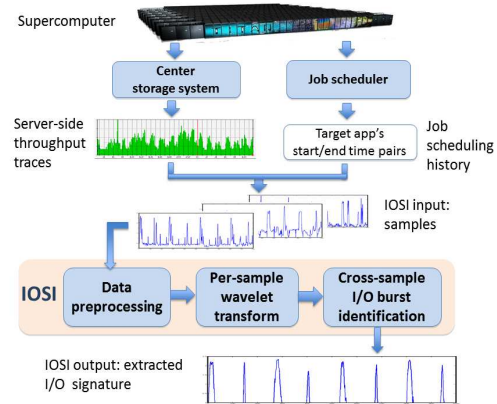 Supercomputer
Center
storage system
Job scheduler
Server-side
throughput
traces
Target app's
start/end time pairs
Job
scheduling
history
IOSI input:
samples
IOSI
Data
preprocessing
Per-sample
wavelet
transform
Cross-sample
I/O burst
identification
IOSI output: extracted
I/O signature